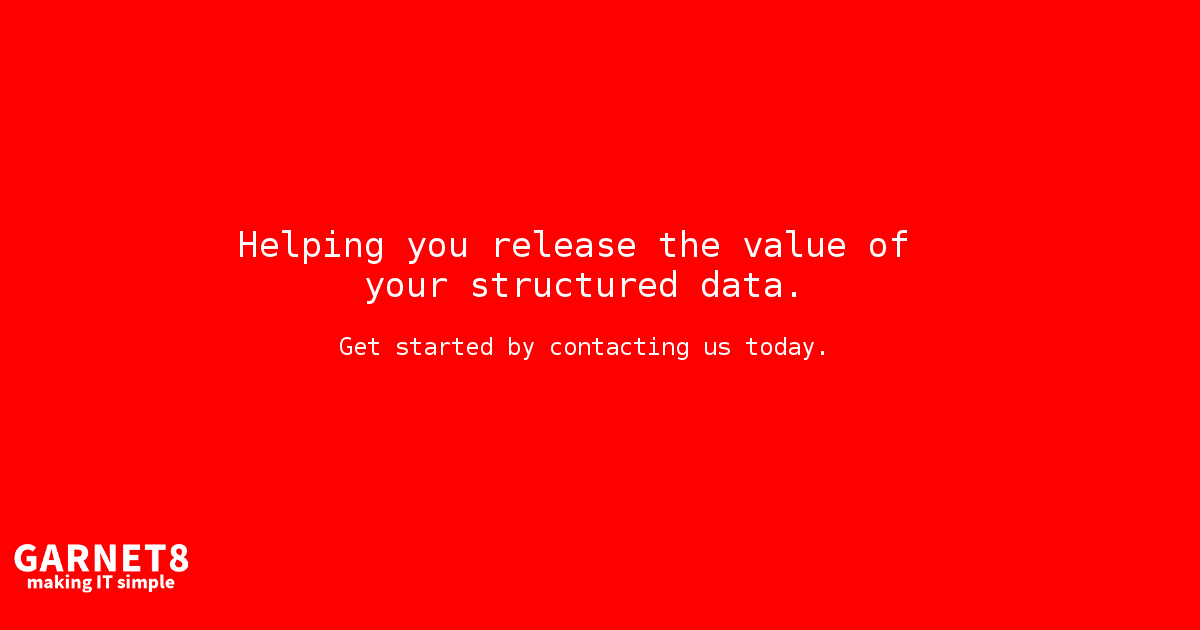 Helping you release the value of
your structured data.
Get started by contacting us today.
GARNET8
making IT simple